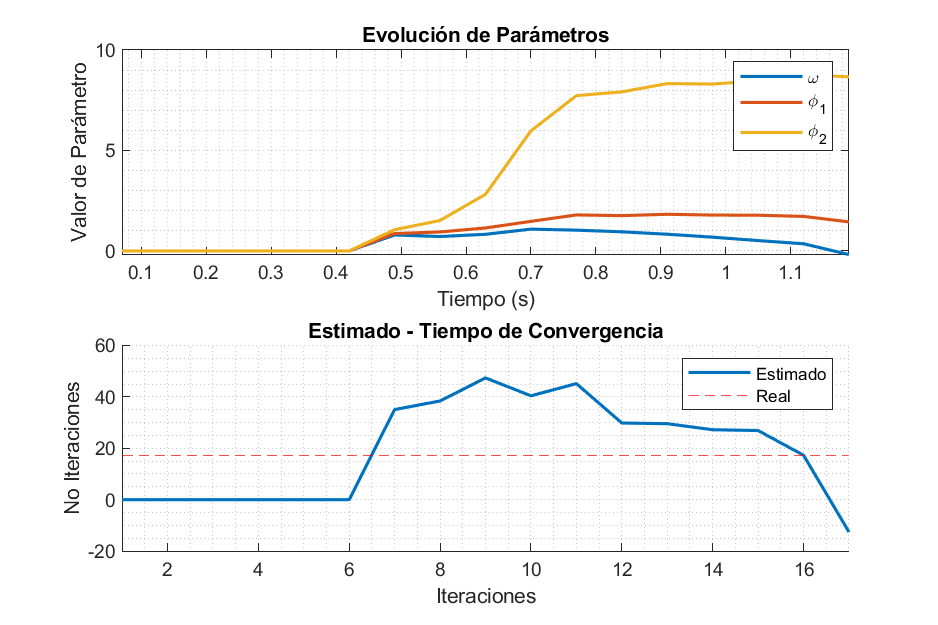 Evolución de Parámetros
Valor de Parámetro
10
5
0
ω
ϕ1
ϕ2
0.1 0.2 0.3 0.4 0.5 0.6 0.7 0.8 0.9 1 1.1
Tiempo (s)
Estimado - Tiempo de Convergencia
No Iteraciones
60
40
20
0
-20
Estimado
Real
2 4 6 8 10 12 14 16
Iteraciones